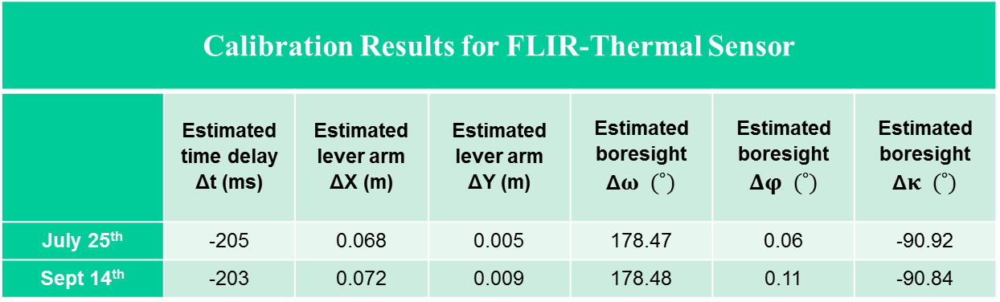 Calibration Results for FLIR-Thermal Sensor
Estimated time delay Δt (ms) Estimated lever arm ΔX (m) Estimated lever arm ΔY (m) Estimated boresight Δω (°) Estimated boresight Δφ (°) Estimated boresight Δκ (°)
July 25th -205 0.068 0.005 178.47 0.06 -90.92
Sept 14th -203 0.072 0.009 178.48 0.11 -90.84